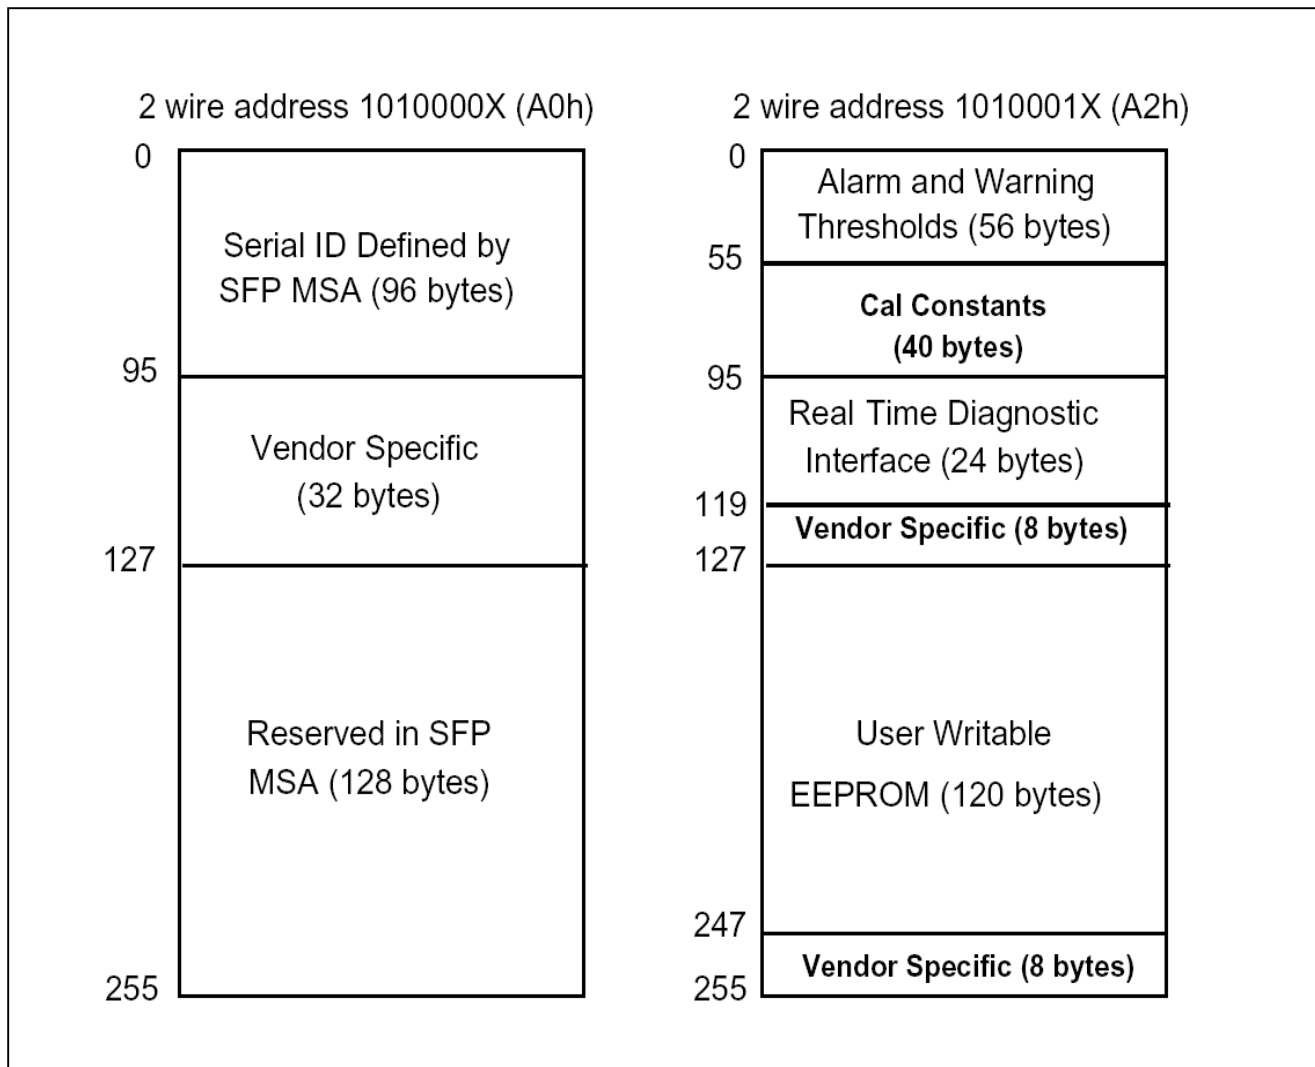 2 wire address 1010000X (A0h)
0
Serial ID Defined by
SFP MSA (96 bytes)
95
Vendor Specific
(32 bytes)
127
Reserved in SFP
MSA (128 bytes)
255
2 wire address 1010001X (A2h)
0
Alarm and Warning
Thresholds (56 bytes)
55
Cal Constants
(40 bytes)
95
Real Time Diagnostic
Interface (24 bytes)
119
Vendor Specific (8 bytes)
127
User Writable
EEPROM (120 bytes)
247
Vendor Specific (8 bytes)
255